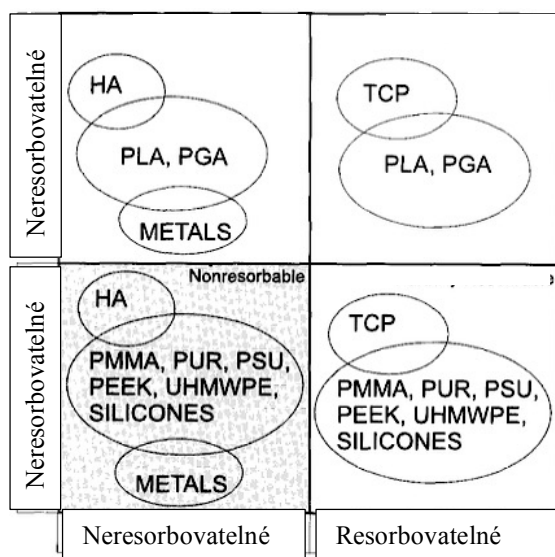 Neresorbovatelné
HA
PLA, PGA
METALS
TCP
PLA, PGA
Neresorbovatelné
Nonresorbable
HA
PMMA, PUR, PSU,
PEEK, UHMWPE,
SILICONES
METALS
TCP
PMMA, PUR, PSU,
PEEK, UHMWPE,
SILICONES
Neresorbovatelné
Resorbovatelné